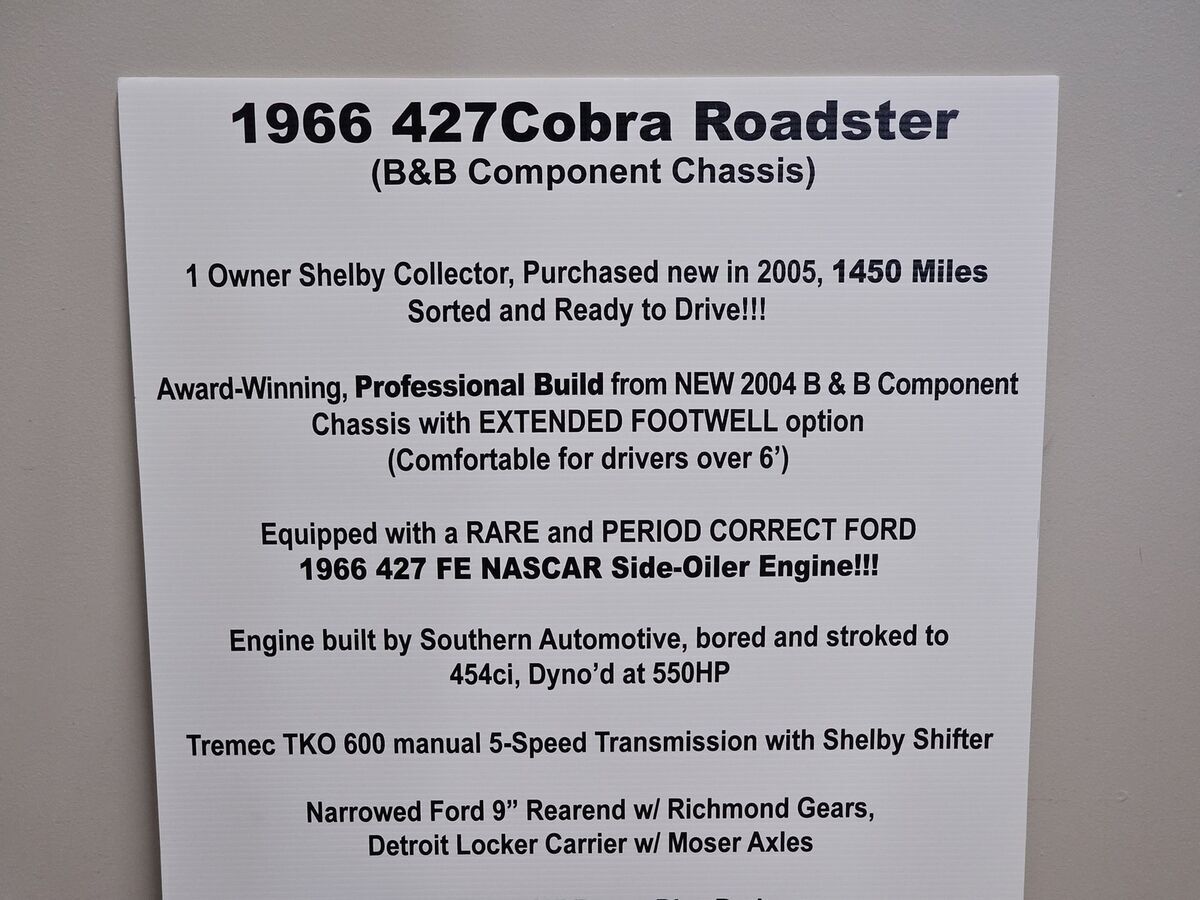 1966 427Cobra Roadster
(B&B Component Chassis)
1 Owner Shelby Collector, Purchased new in 2005, 1450 Miles
Sorted and Ready to Drive!!!
Award-Winning, Professional Build from NEW 2004 B & B Component
Chassis with EXTENDED FOOTWELL option
(Comfortable for drivers over 6’)
Equipped with a RARE and PERIOD CORRECT FORD
1966 427 FE NASCAR Side-Oiler Engine!!!
Engine built by Southern Automotive, bored and stroked to
454ci, Dyno’d at 550HP
Tremec TKO 600 manual 5-Speed Transmission with Shelby Shifter
Narrowed Ford 9” Rearend w/ Richmond Gears,
Detroit Locker Carrier w/ Moser Axles